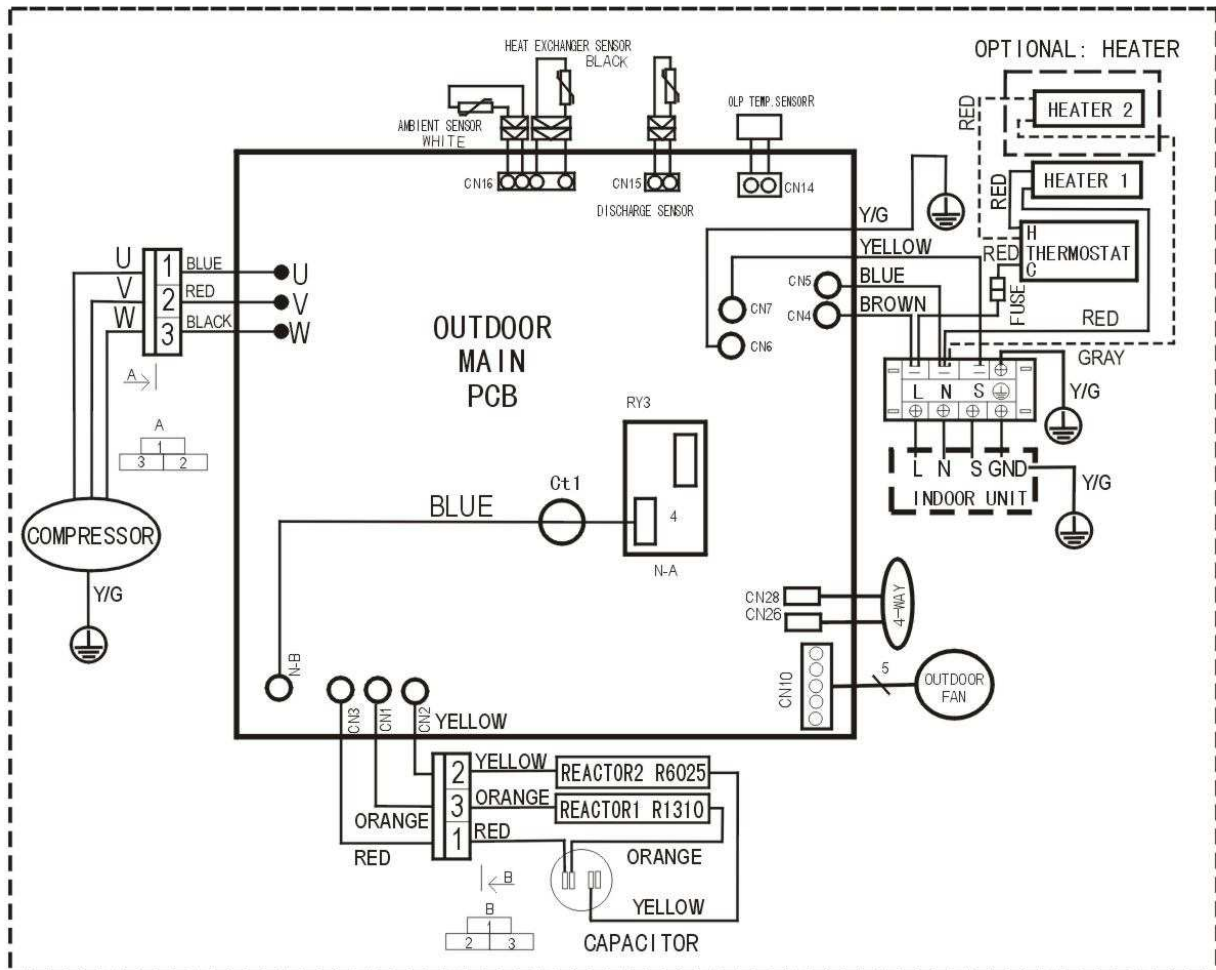 HEAT EXCHANGER SENSOR
BLACK
OPTIONAL: HEATER
AMBIENT SENSOR
WHITE
OLP TEMP.SENSORR
RED
HEATER 2
CN16
CN15
CN14
DISCHARGE SENSOR
RED
HEATER 1
Y/G
YELLOW
BLUE
BROWN
RED
H
THERMOSTAT
C
FUSE
RED
GRAY
Y/G
CN5
CN4
CN7
CN6
U
V
W
1
2
3
BLUE
RED
BLACK
U
V
W
OUTDOOR
MAIN
PCB
A
A
1
3 2
L N S
L N S GND
INDOOR UNIT
Y/G
RY3
4
N-A
Ct1
BLUE
COMPRESSOR
Y/G
CN28
CN26
4-WAY
CN10
5
OUTDOOR
FAN
N-B
CN3
CN1
CN2
YELLOW
2
3
1
YELLOW
REACTOR2 R6025
ORANGE
REACTOR1 R1310
ORANGE
RED
RED
ORANGE
YELLOW
B
B
1
2 3
CAPACITOR